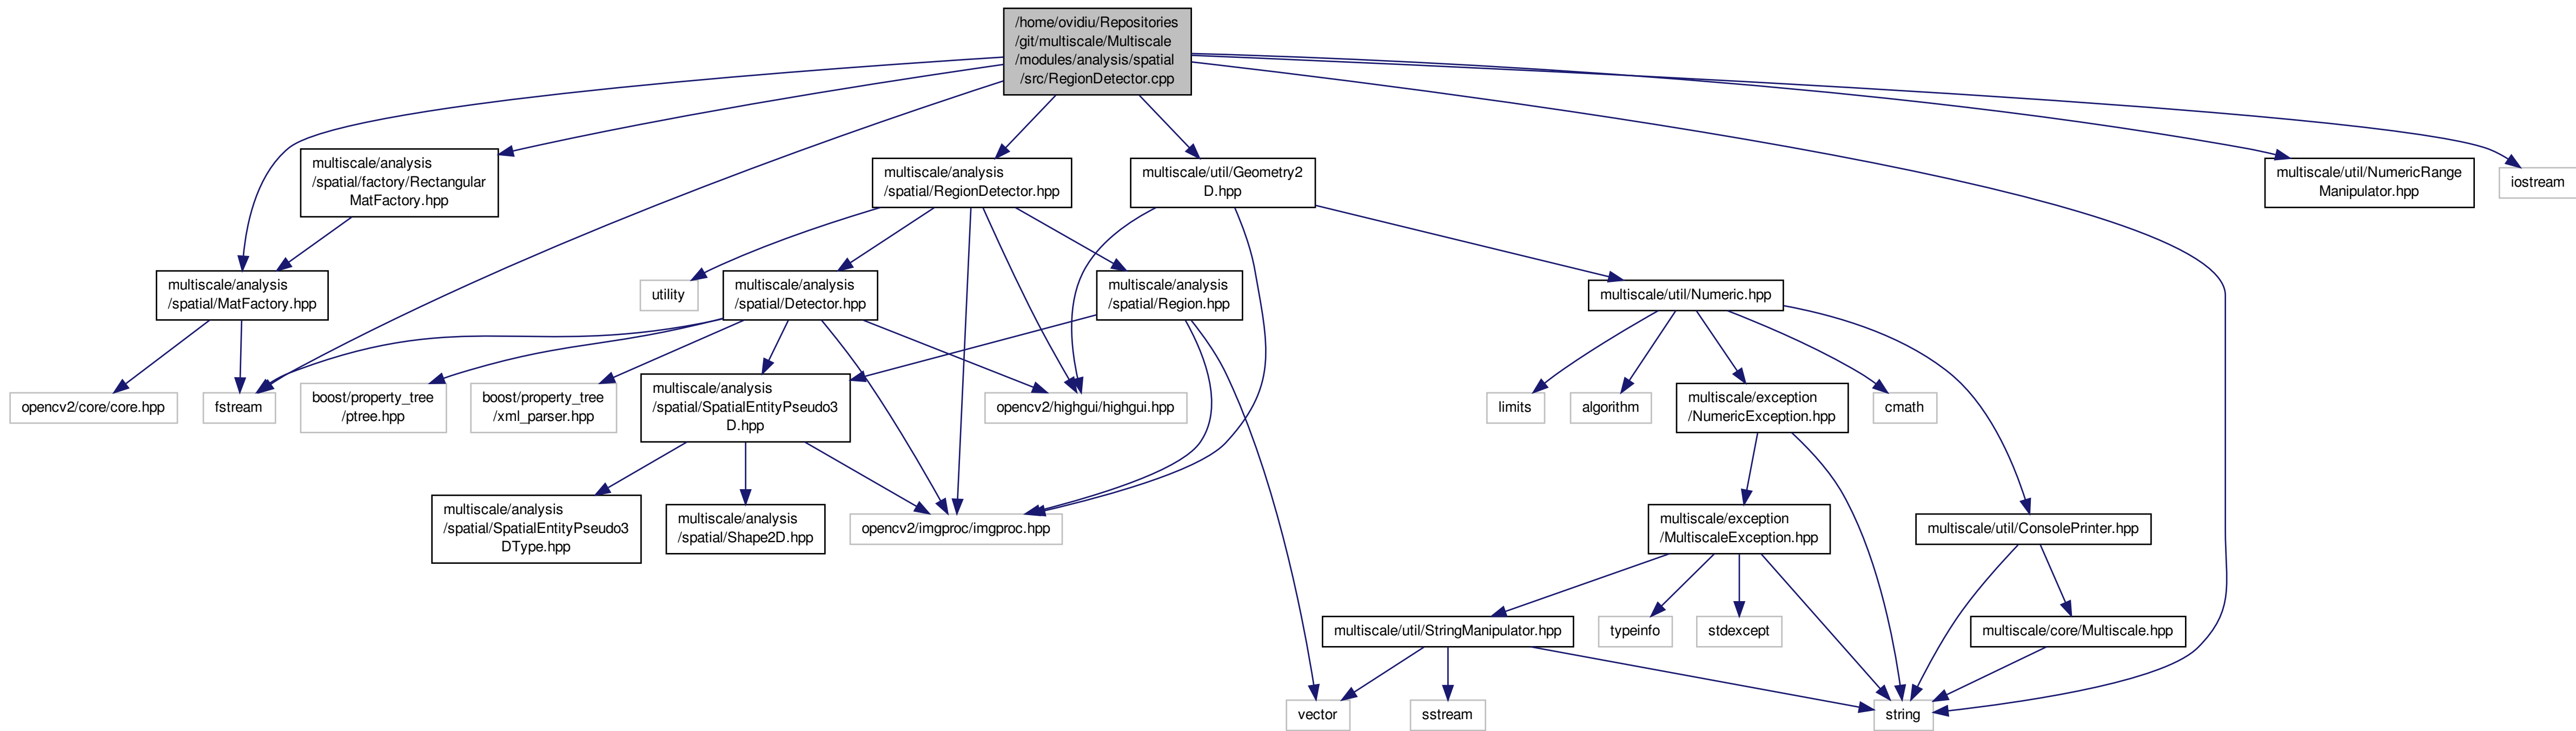 /home/ovidiu/Repositories
/git/multiscale/Multiscale
/modules/analysis/spatial
/src/RegionDetector.cpp
multiscale/analysis
/spatial/factory/Rectangular
MatFactory.hpp
multiscale/analysis
/spatial/RegionDetector.hpp
multiscale/util/Geometry2
D.hpp
multiscale/util/NumericRange
Manipulator.hpp
iostream
multiscale/analysis
/spatial/MatFactory.hpp
utility
multiscale/analysis
/spatial/Detector.hpp
multiscale/analysis
/spatial/Region.hpp
multiscale/util/Numeric.hpp
opencv2/core/core.hpp
fstream
boost/property_tree
/ptree.hpp
boost/property_tree
/xml_parser.hpp
multiscale/analysis
/spatial/SpatialEntityPseudo3
D.hpp
opencv2/highgui/highgui.hpp
limits
algorithm
multiscale/exception
/NumericException.hpp
cmath
multiscale/analysis
/spatial/SpatialEntityPseudo3
DType.hpp
multiscale/analysis
/spatial/Shape2D.hpp
opencv2/imgproc/imgproc.hpp
multiscale/exception
/MultiscaleException.hpp
multiscale/util/ConsolePrinter.hpp
multiscale/util/StringManipulator.hpp
typeinfo
stdexcept
multiscale/core/Multiscale.hpp
vector
sstream
string